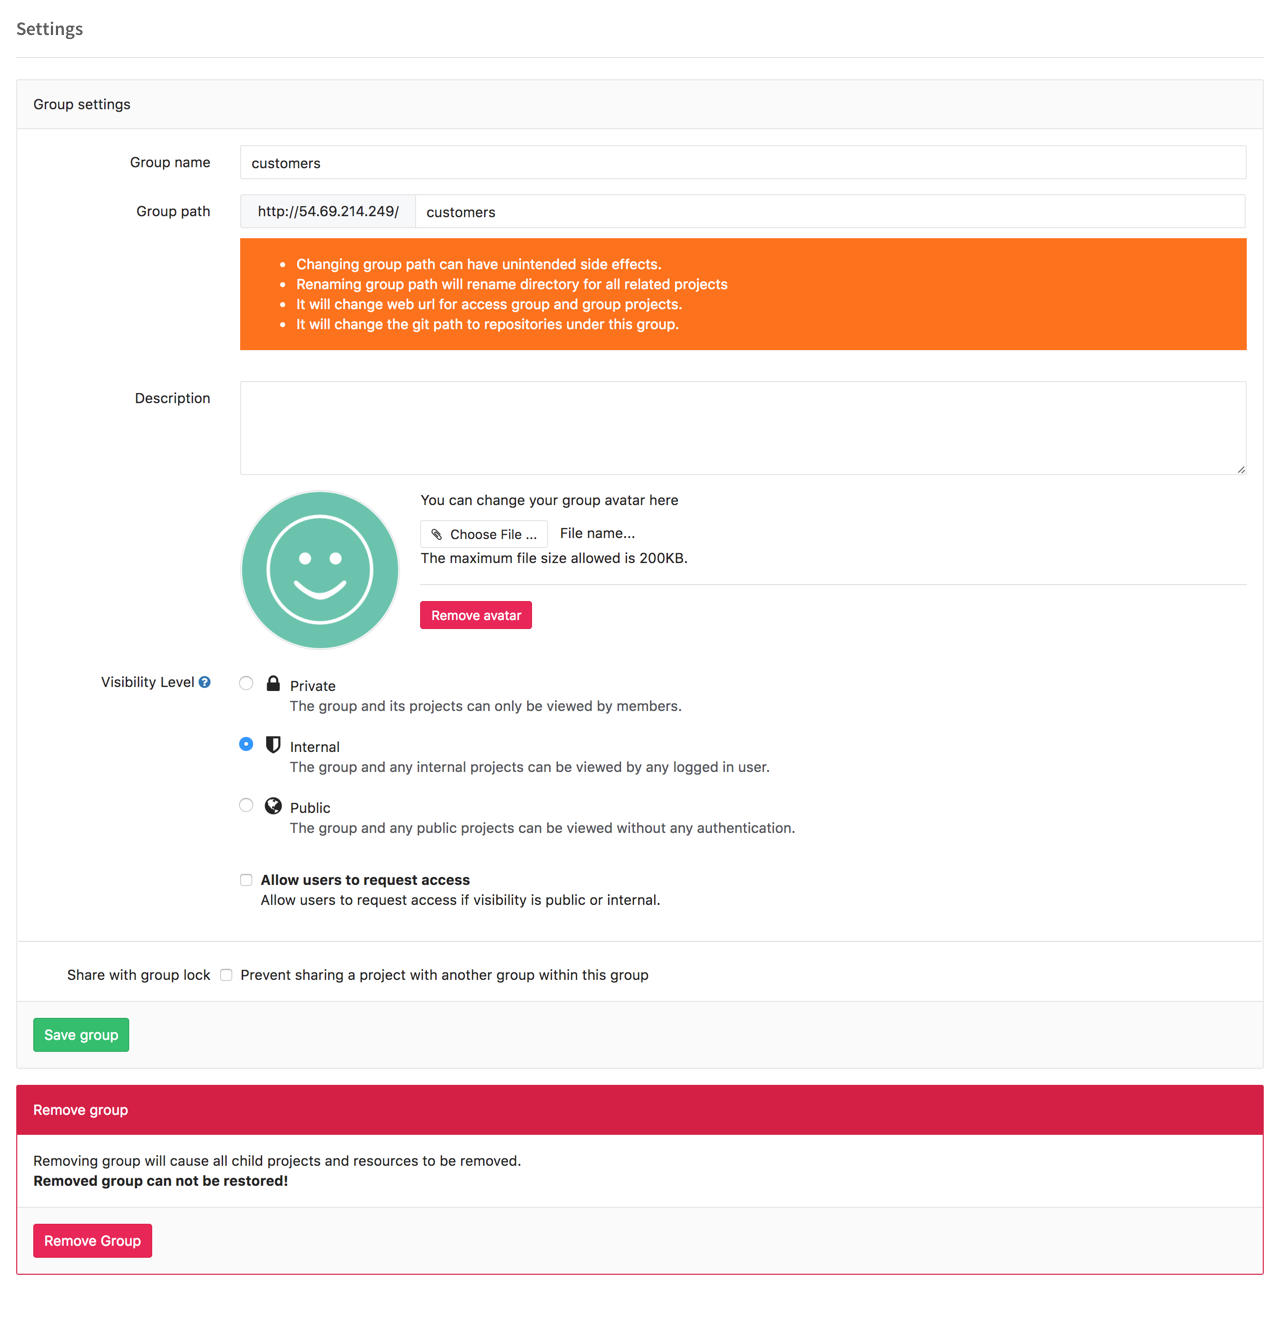 Settings
Group settings
Group name
customers
Group path
http://54.69.214.249/
customers
Changing group path can have unintended side effects.
Renaming group path will rename directory for all related projects
It will change web url for access group and group projects.
It will change the git path to repositories under this group.
Description
You can change your group avatar here
Choose File ...
File name...
The maximum file size allowed is 200KB.
Remove avatar
Visibility Level ?
Private
The group and its projects can only be viewed by members.
Internal
The group and any internal projects can be viewed by any logged in user.
Public
The group and any public projects can be viewed without any authentication.
Allow users to request access
Allow users to request access if visibility is public or internal.
Share with group lock
Prevent sharing a project with another group within this group
Save group
Remove group
Removing group will cause all child projects and resources to be removed.
Removed group can not be restored!
Remove Group